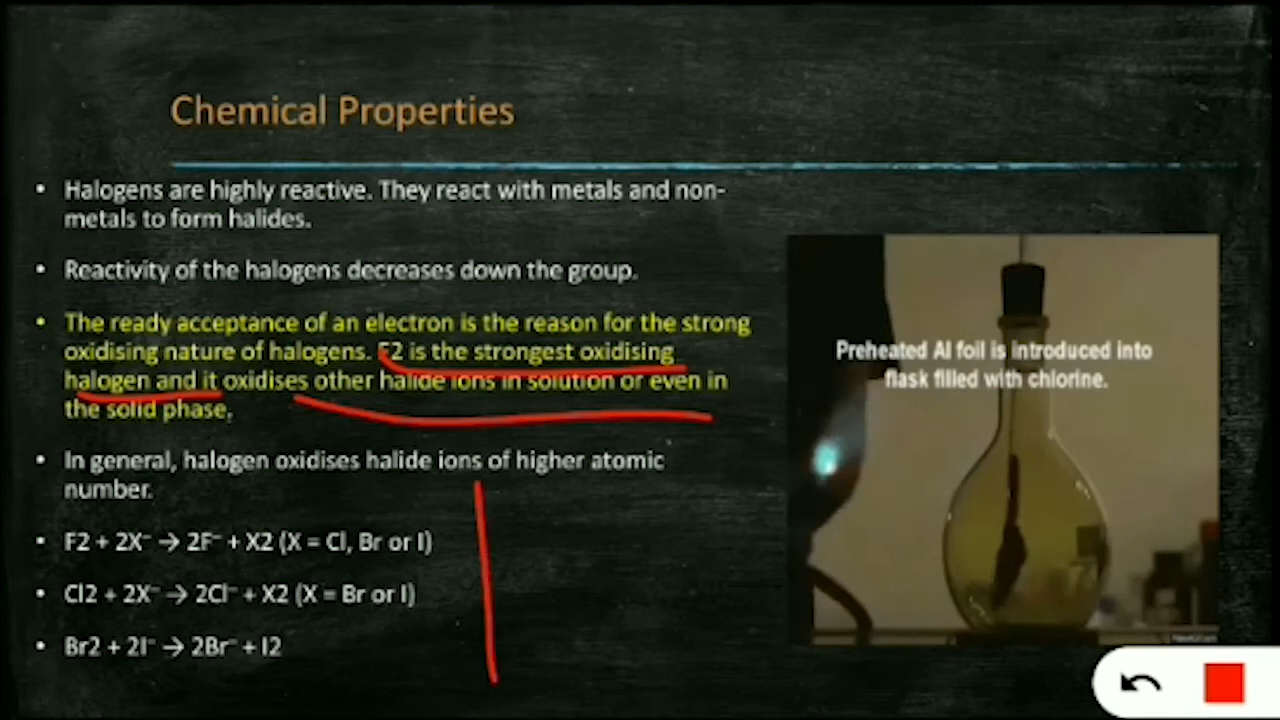 Chemical Properties
• Halogens are highly reactive. They react with metals and non-
metals to form halides.
• Reactivity of the halogens decreases down the group.
• The ready acceptance of an electron is the reason for the strong
oxidising nature of halogens. F2 is the strongest oxidising
halogen and it oxidises other halide ions in solution or even in
the solid phase.
• In general, halogen oxidises halide ions of higher atomic
number.
• F2 + 2X⁻ → 2F⁻ + X2 (X = Cl, Br or I)
• Cl2 + 2X⁻ → 2Cl⁻ + X2 (X = Br or I)
• Br2 + 2I⁻ → 2Br⁻ + I2
Preheated Al foil is introduced into
flask filled with chlorine.